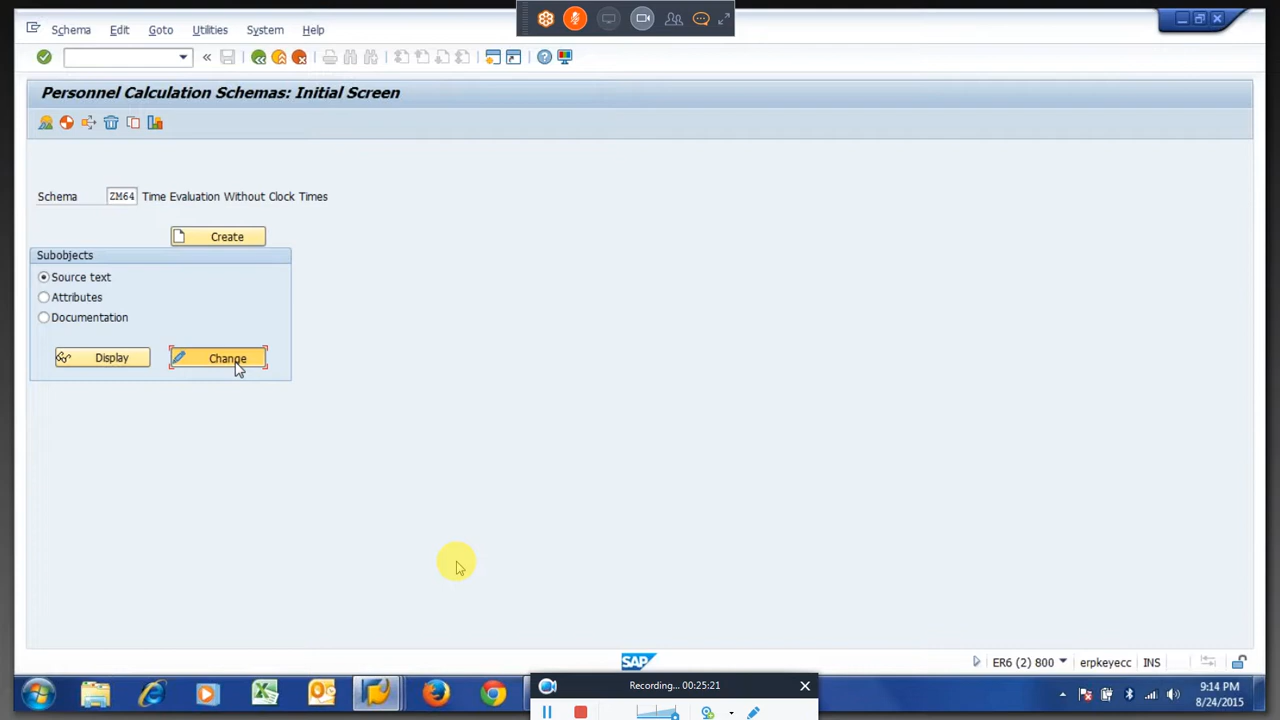 Schema Edit Goto Utilities System Help
Personnel Calculation Schemas: Initial Screen
Schema ZM64 Time Evaluation Without Clock Times
Create
Subobjects
Source text
Attributes
Documentation
Display Change
SAP
ER6 (2) 800 erpkeyecc INS
Recording... 00:25:21
9:14 PM
8/24/2015